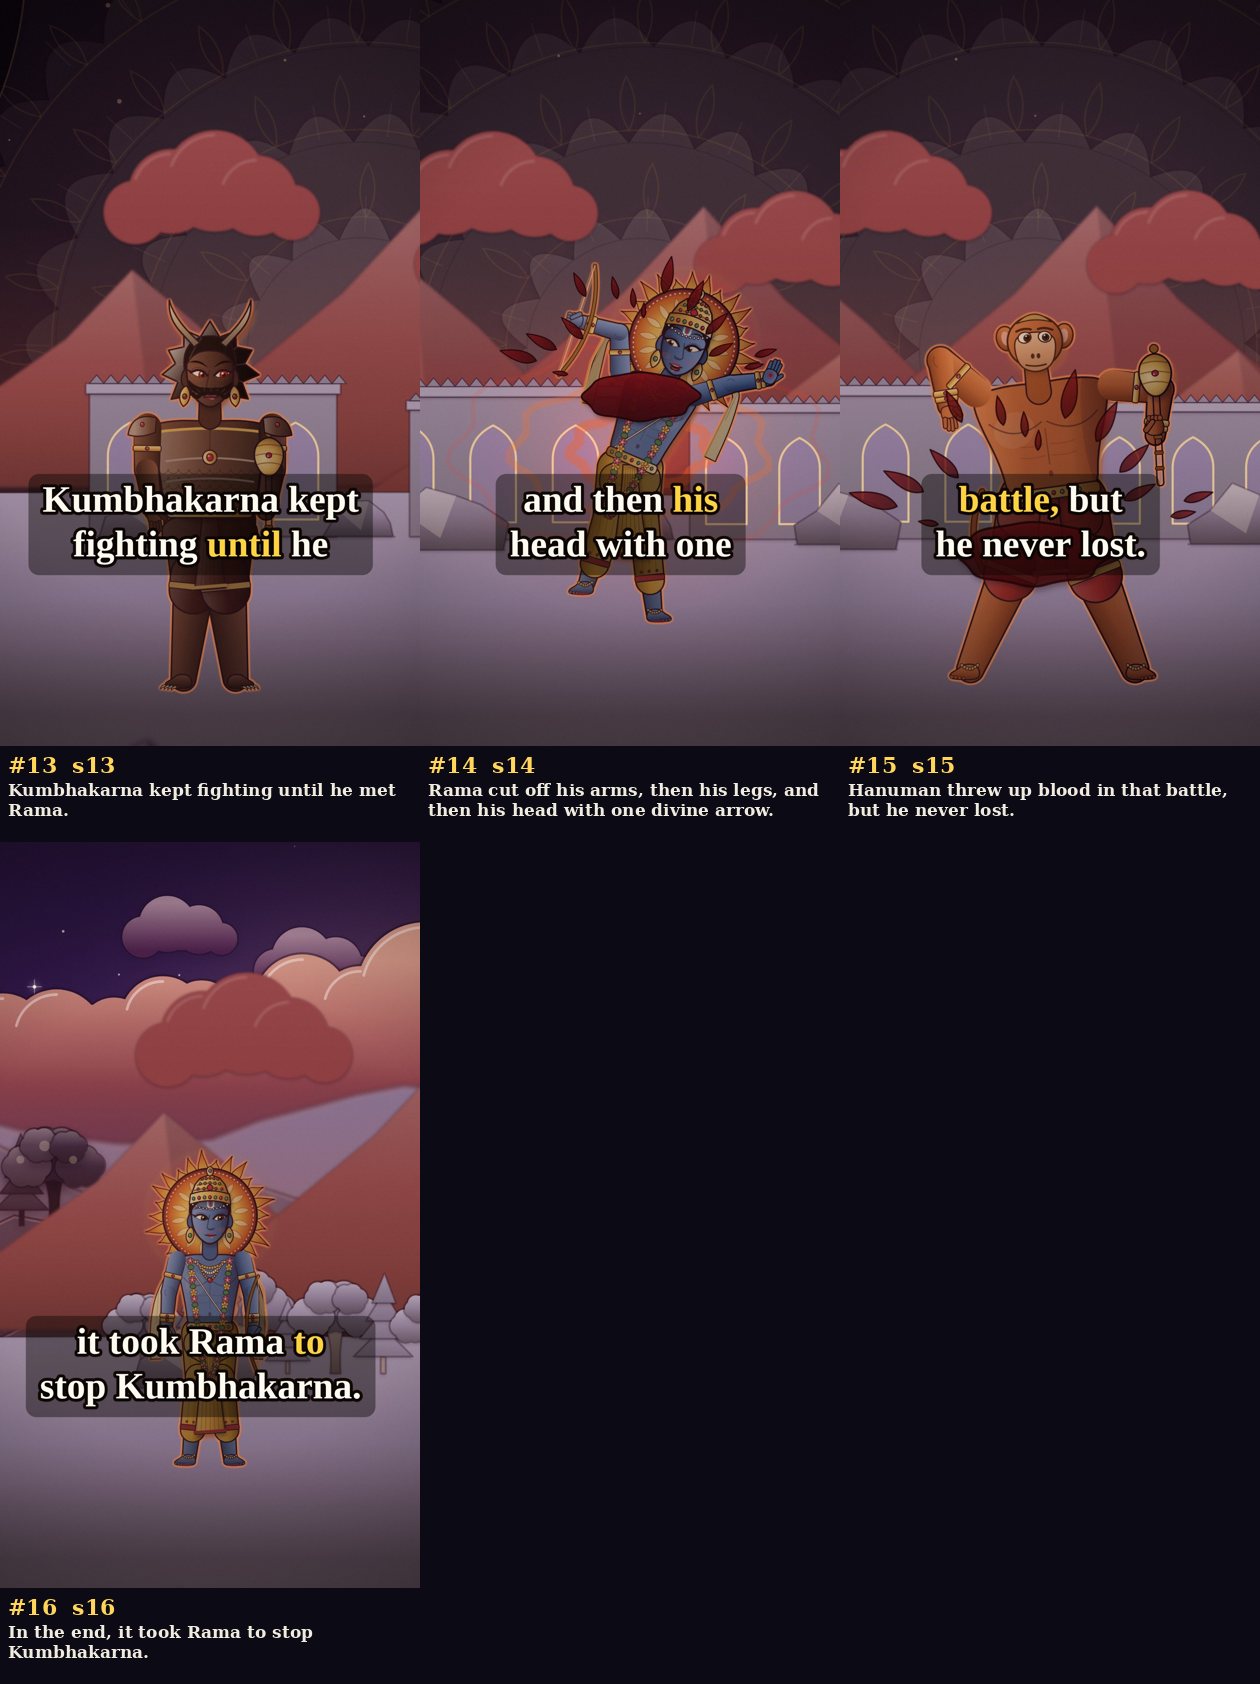 Kumbhakarna kept
fighting until he
#13 s13
Kumbhakarna kept fighting until he met
Rama.
and then his
head with one
#14 s14
Rama cut off his arms, then his legs, and
then his head with one divine arrow.
battle, but
he never lost.
#15 s15
Hanuman threw up blood in that battle,
but he never lost.
it took Rama to
stop Kumbhakarna.
#16 s16
In the end, it took Rama to stop
Kumbhakarna.